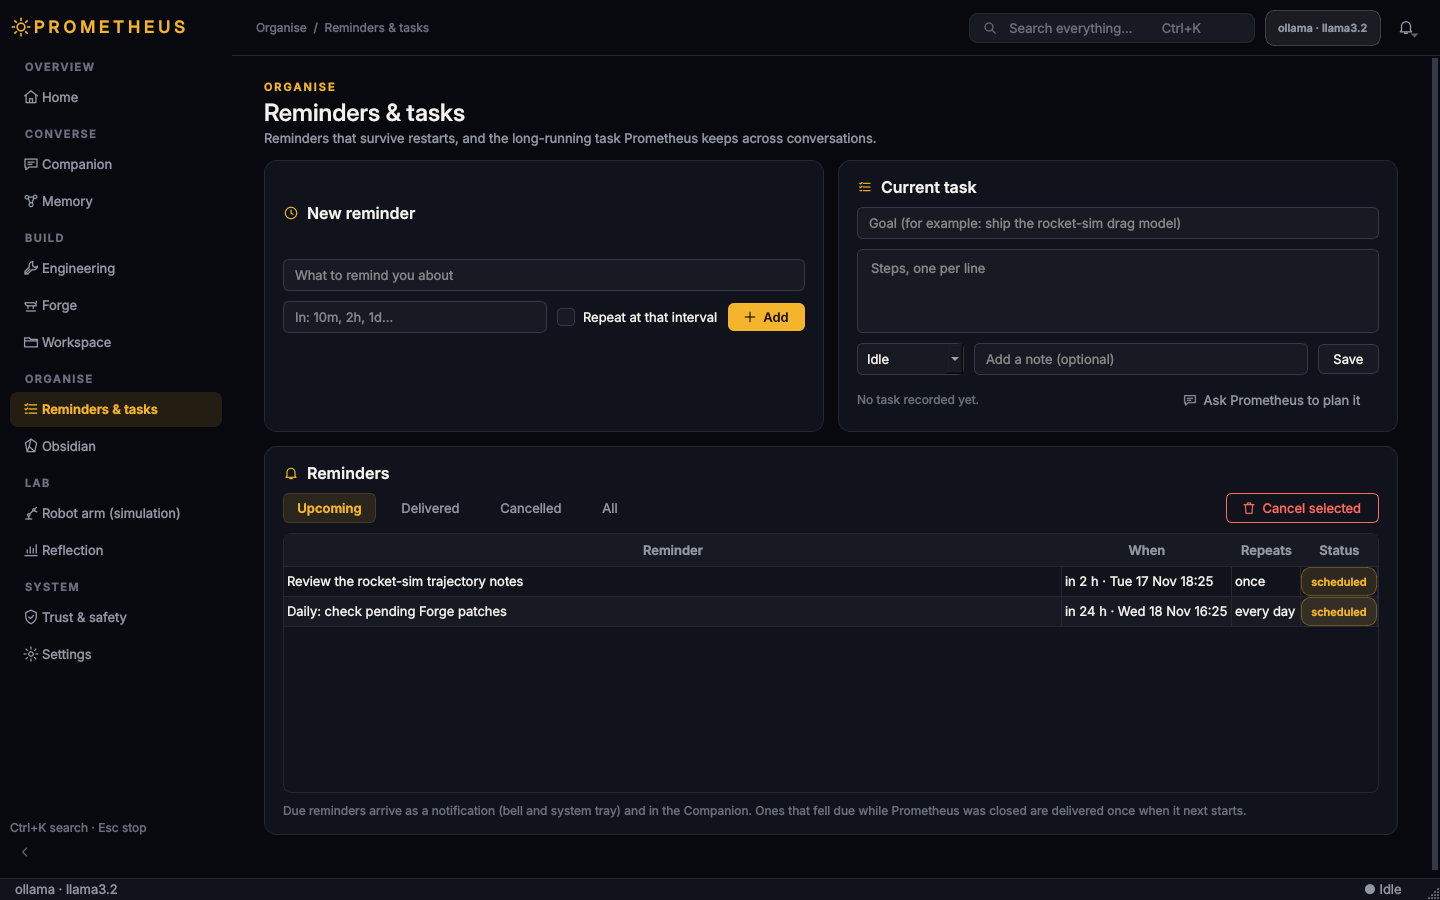 PROMETHEUS
Organise / Reminders & tasks
Search everything... Ctrl+K
ollama · llama3.2
OVERVIEW
Home
CONVERSE
Companion
Memory
BUILD
Engineering
Forge
Workspace
ORGANISE
Reminders & tasks
Obsidian
LAB
Robot arm (simulation)
Reflection
SYSTEM
Trust & safety
Settings
Ctrl+K search · Esc stop
ORGANISE
Reminders & tasks
Reminders that survive restarts, and the long-running task Prometheus keeps across conversations.
New reminder
What to remind you about
In: 10m, 2h, 1d...
Repeat at that interval
Add
Current task
Goal (for example: ship the rocket-sim drag model)
Steps, one per line
Idle
Add a note (optional)
Save
No task recorded yet.
Ask Prometheus to plan it
Reminders
Upcoming Delivered Cancelled All
Cancel selected
Reminder When Repeats Status
Review the rocket-sim trajectory notes in 2 h · Tue 17 Nov 18:25 once scheduled
Daily: check pending Forge patches in 24 h · Wed 18 Nov 16:25 every day scheduled
Due reminders arrive as a notification (bell and system tray) and in the Companion. Ones that fell due while Prometheus was closed are delivered once when it next starts.
ollama · llama3.2
Idle